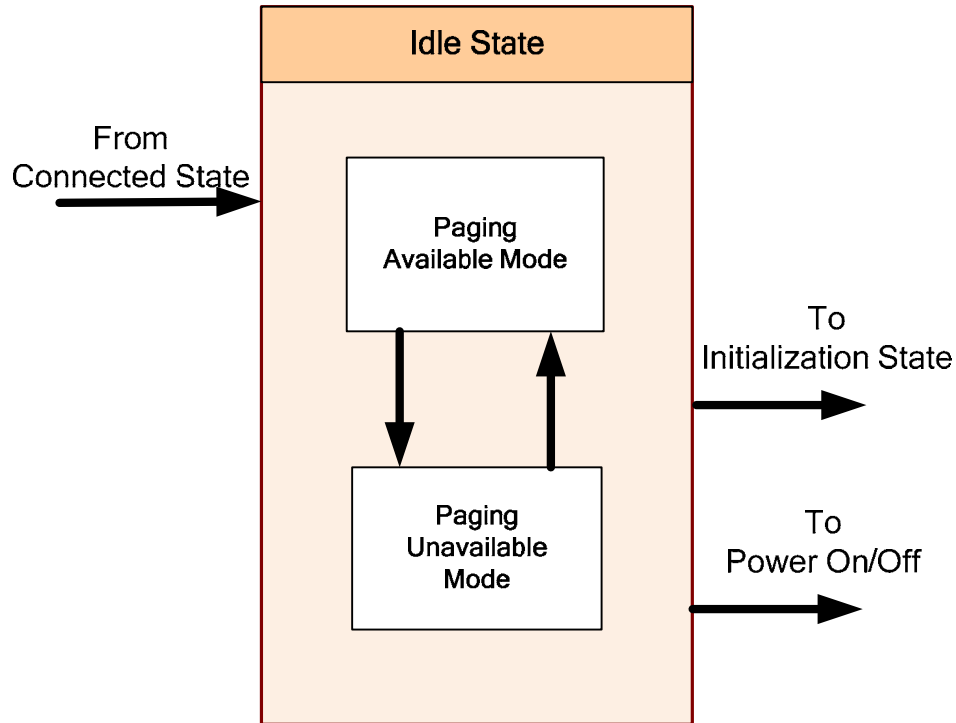 Idle State
From
Connected State
Paging
Available Mode
To
Initialization State
Paging
Unavailable
Mode
To
Power On/Off